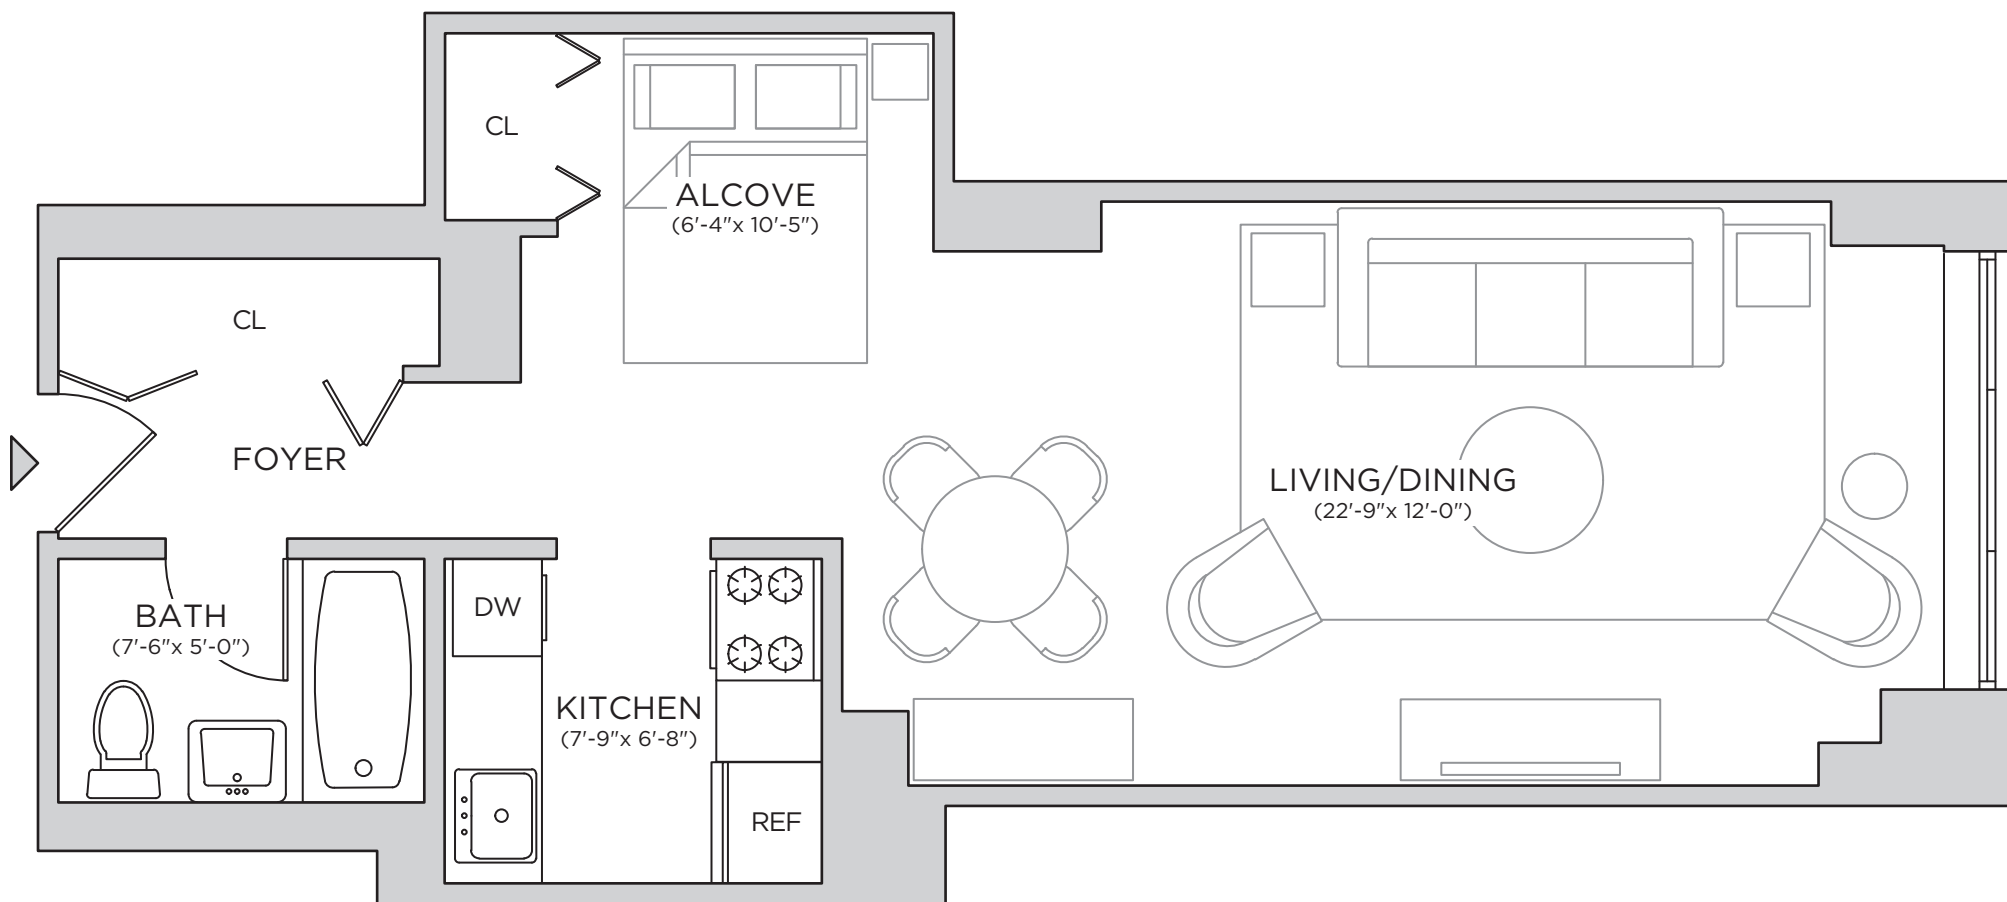 CL
ALCOVE
(6'-4"x 10'-5")
CL
FOYER
LIVING/DINING
(22'-9"x 12'-0")
BATH
(7'-6"x 5'-0")
DW
KITCHEN
(7'-9"x 6'-8")
REF